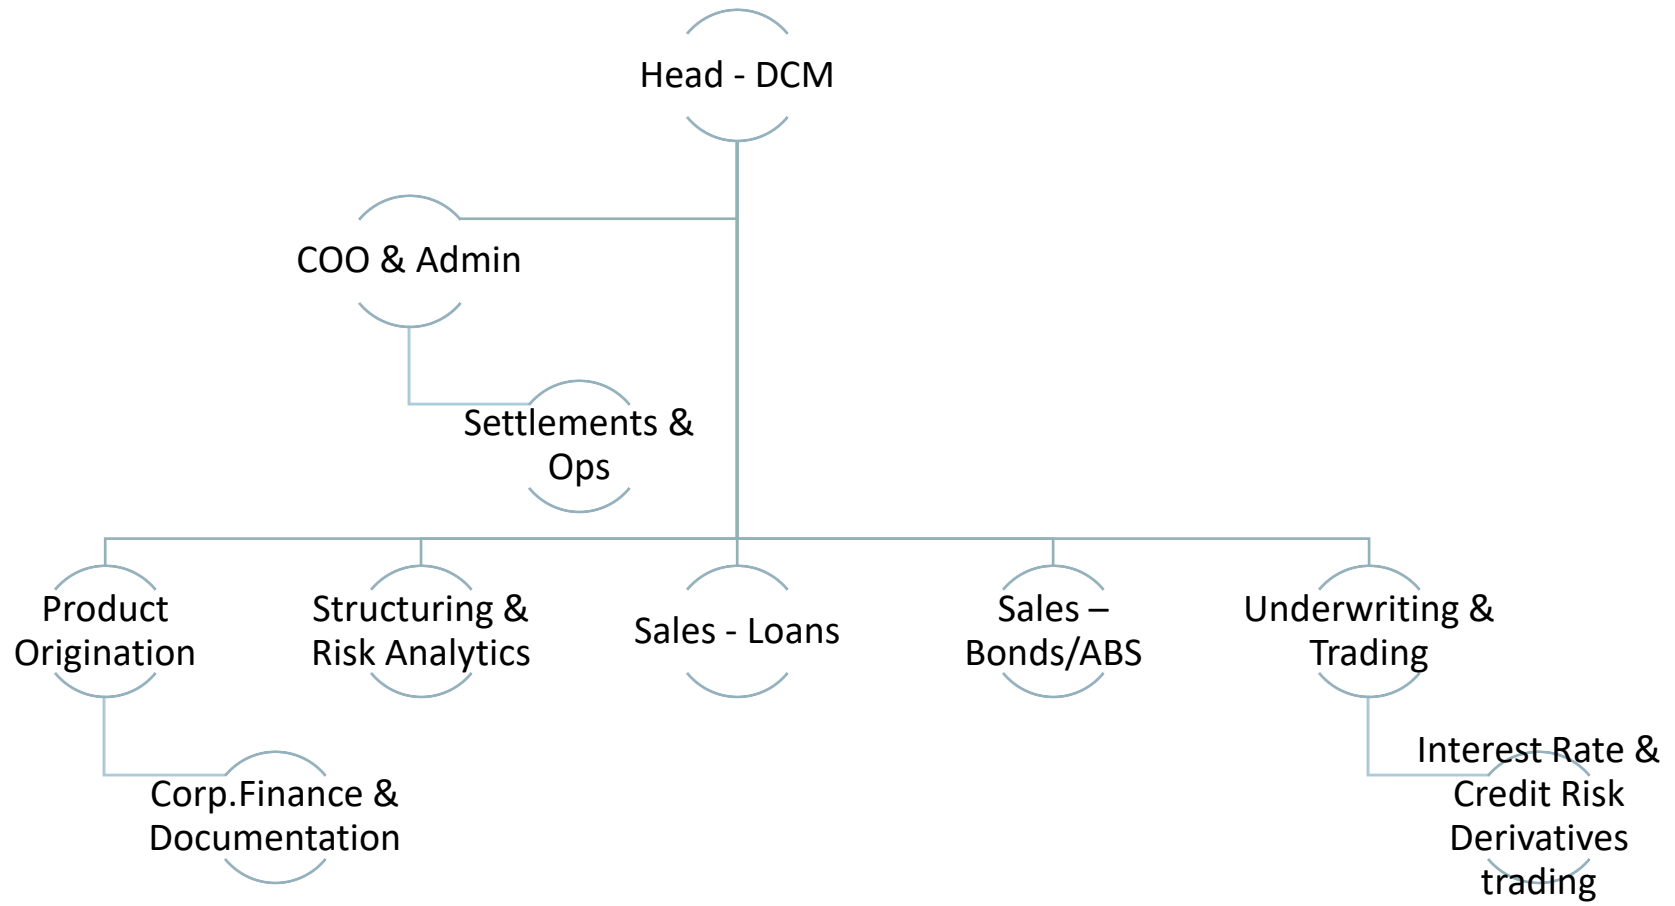 Head - DCM
COO & Admin
Settlements &
Ops
Product
Origination
Structuring &
Risk Analytics
Sales - Loans
Sales –
Bonds/ABS
Underwriting &
Trading
Corp.Finance &
Documentation
Interest Rate &
Credit Risk
Derivatives
trading